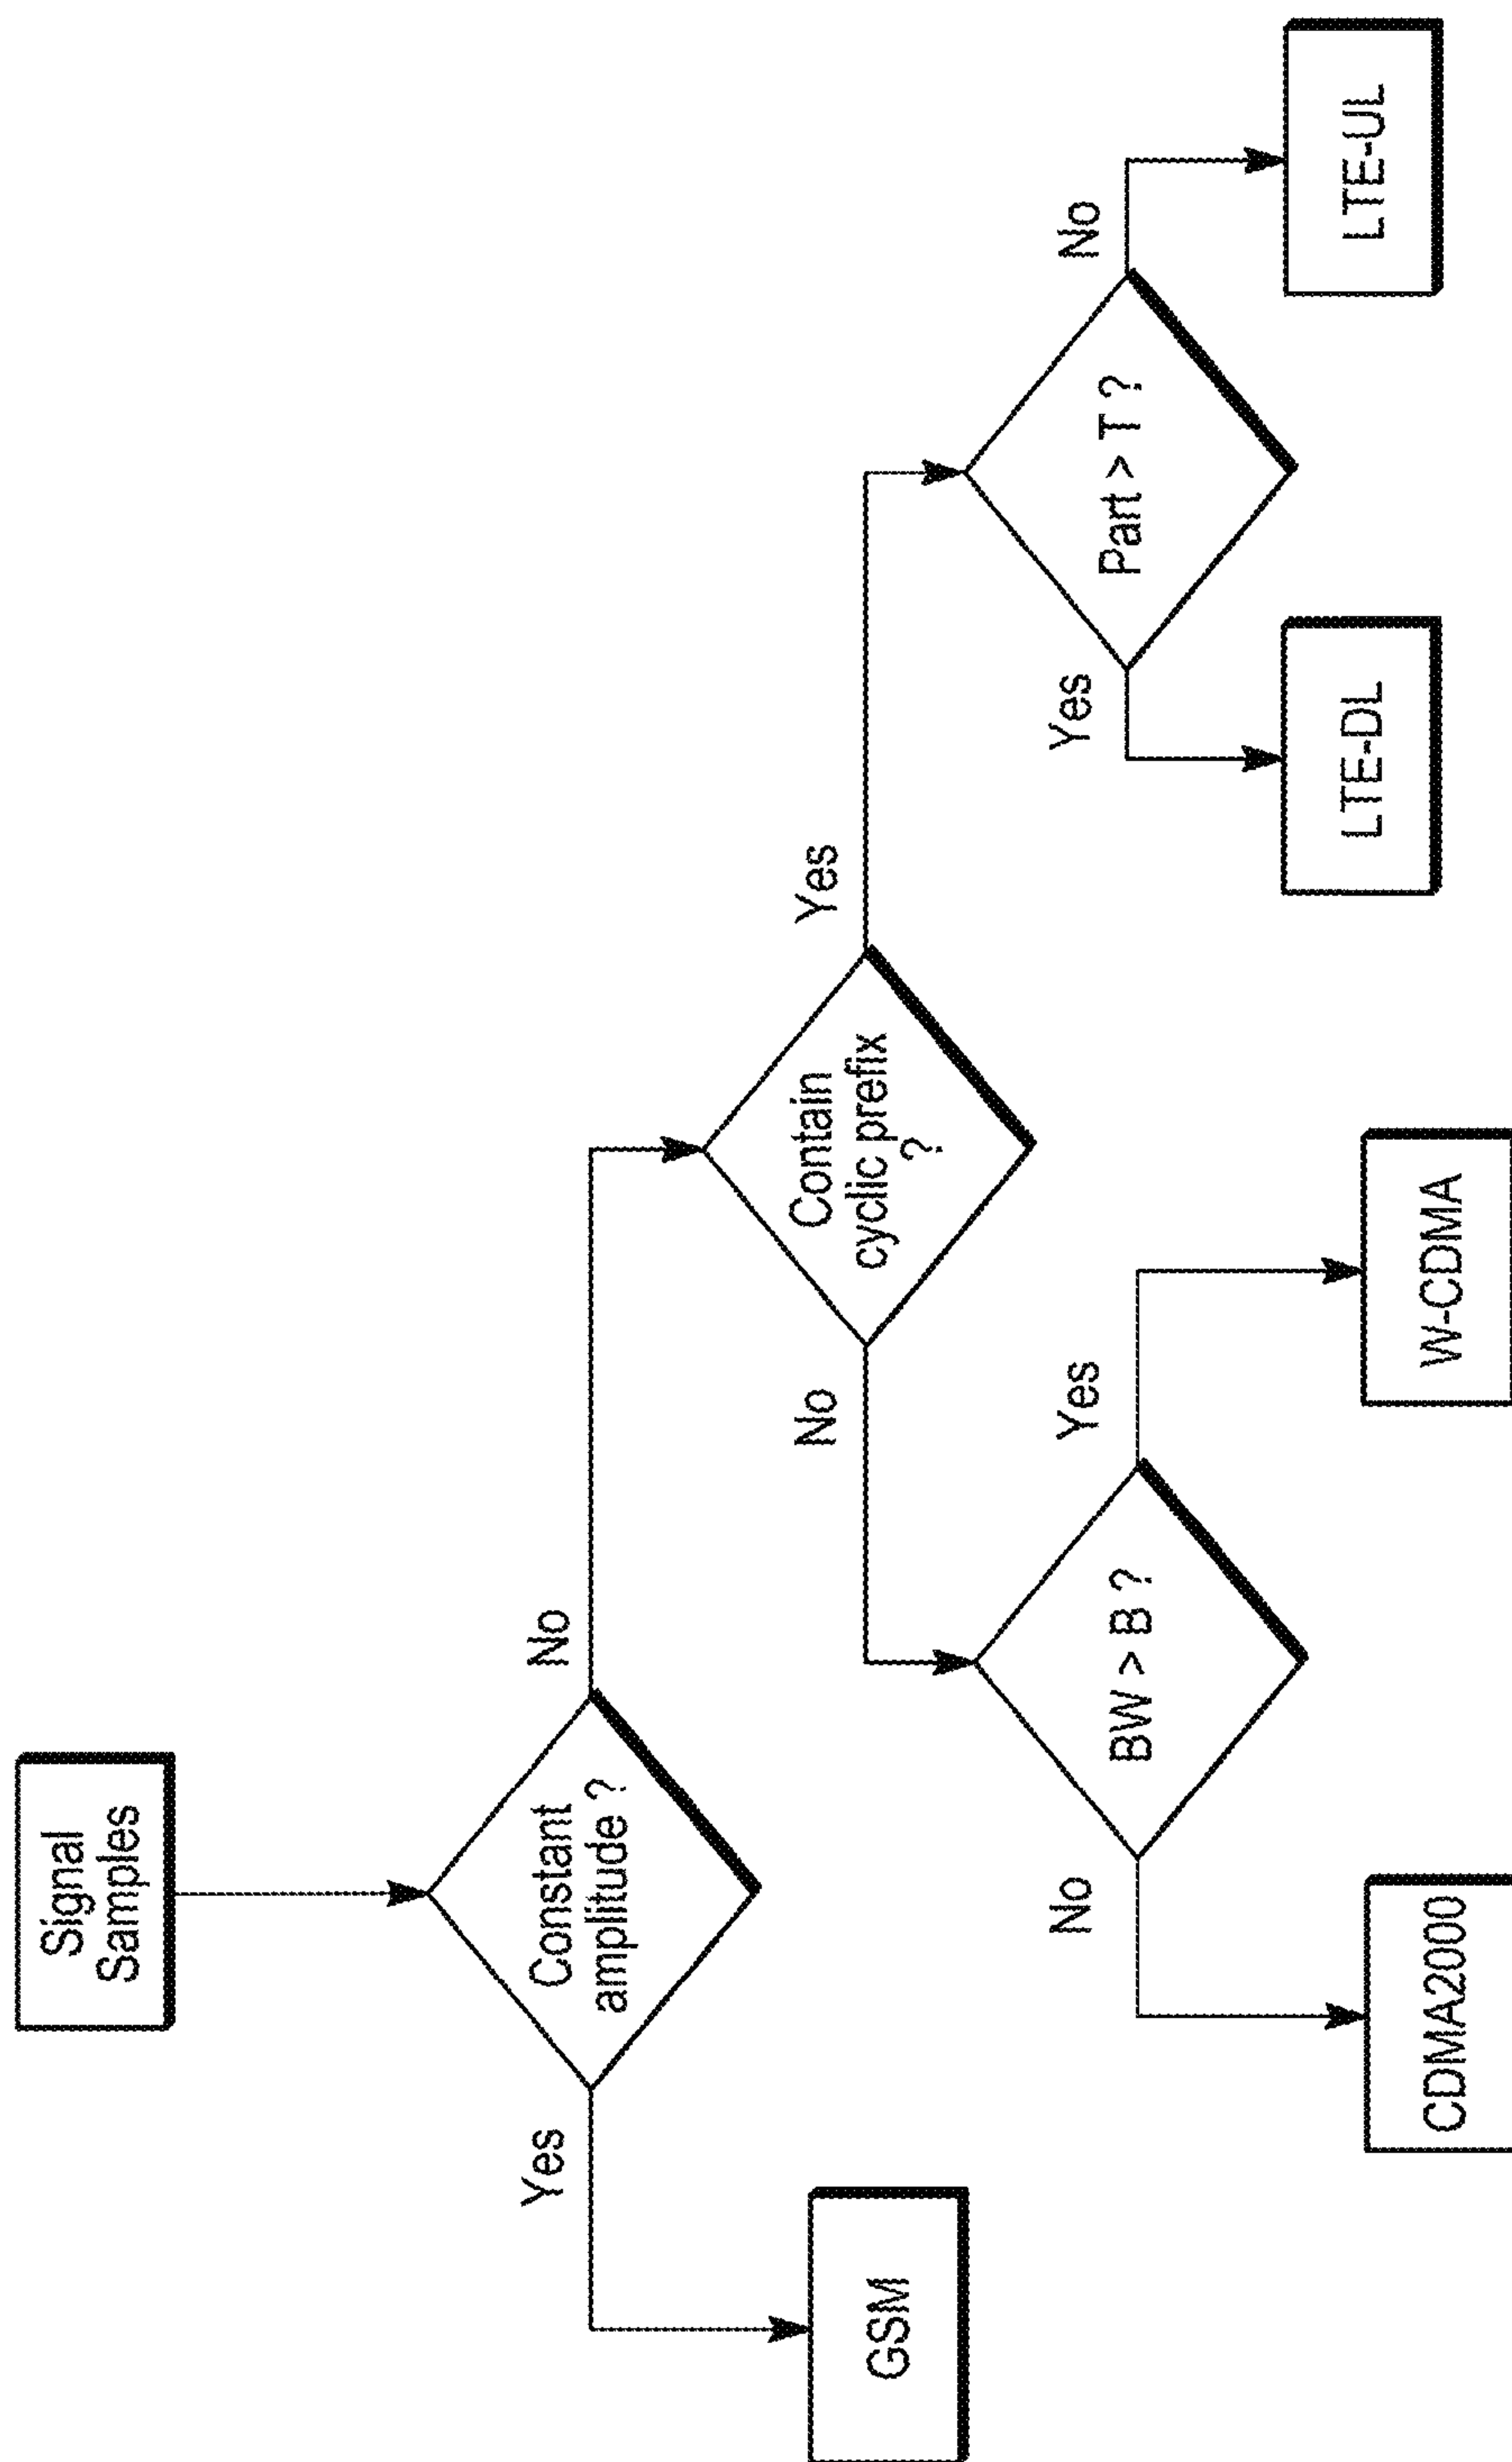 Signal
Samples
Constant
amplitude ?
Yes
No
GSM
Contain
cyclic prefix
?
No
Yes
BW > B ?
No
Yes
CDMA2000
W-CDMA
Part > T ?
Yes
No
LTE-DL
LTE-UL